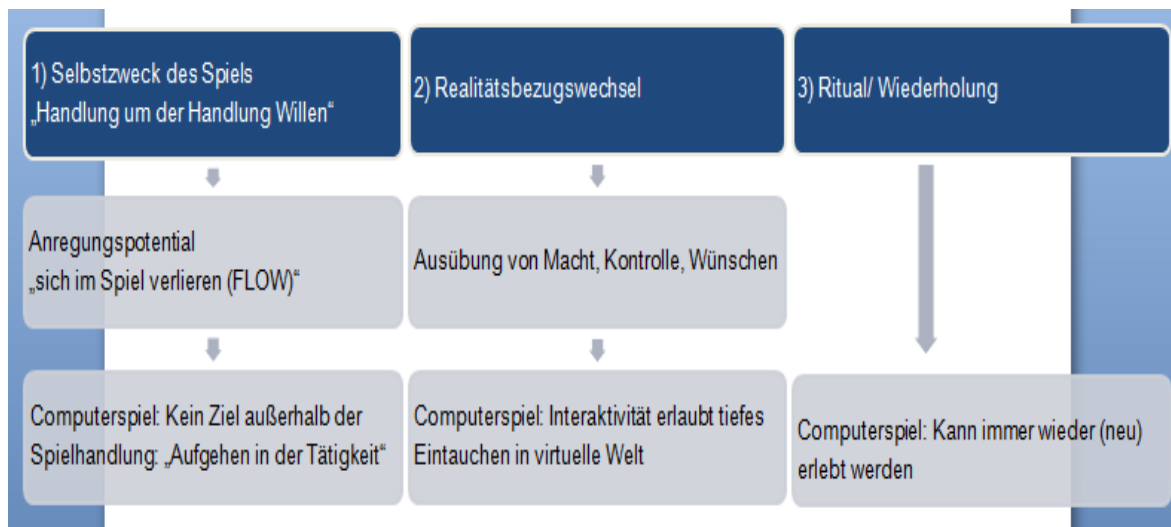 1) Selbstzweck des Spiels
„Handlung um der Handlung Willen“
2) Realitätsbezugswechsel
3) Ritual/ Wiederholung
Anregungspotential
„sich im Spiel verlieren (FLOW)“
Ausübung von Macht, Kontrolle, Wünschen
Computerspiel: Kein Ziel außerhalb der
Spielhandlung: „Aufgehen in der Tätigkeit“
Computerspiel: Interaktivität erlaubt tiefes
Eintauchen in virtuelle Welt
Computerspiel: Kann immer wieder (neu)
erlebt werden